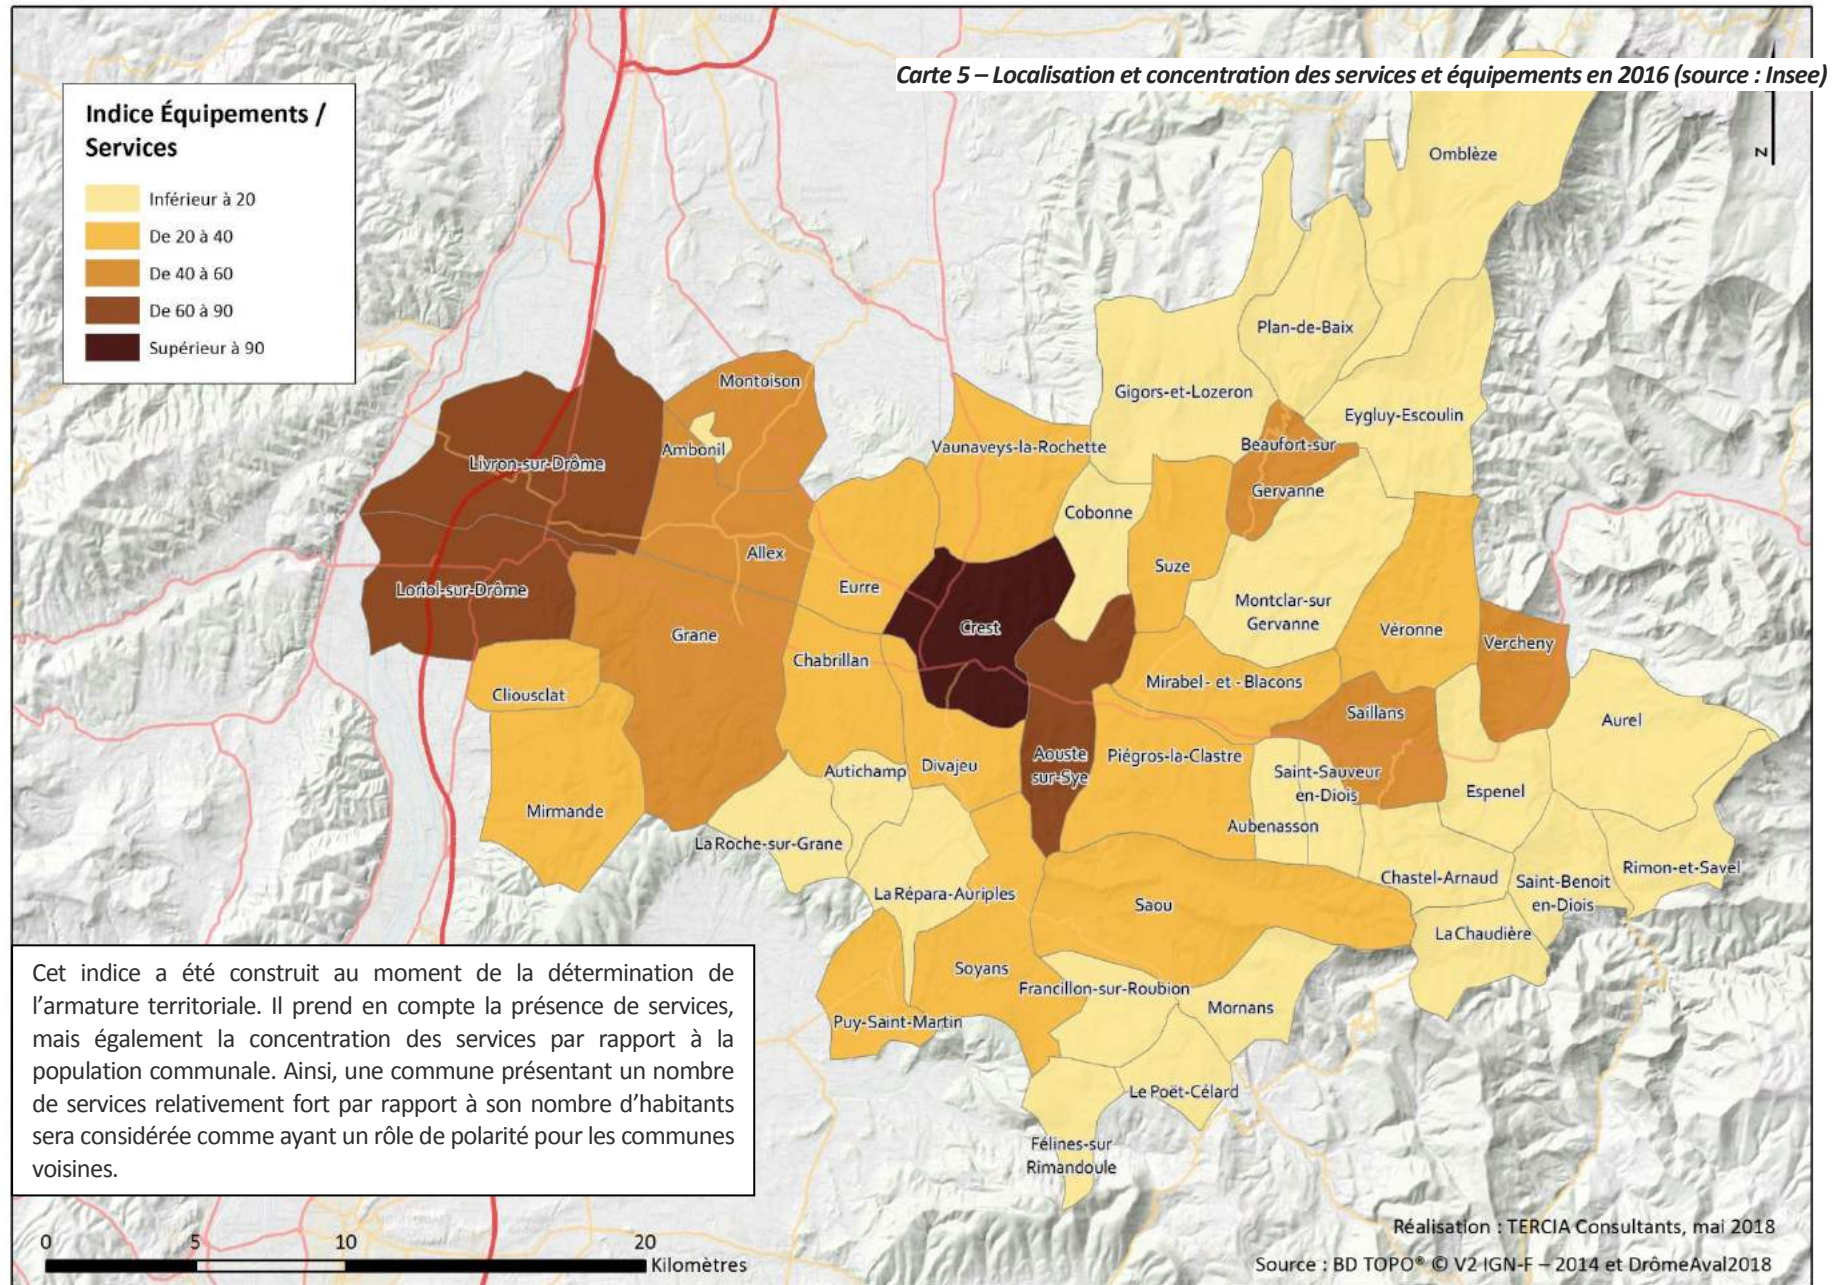 Carte 5 – Localisation et concentration des services et équipements en 2016 (source : Insee)
Indice Équipements /
Services
Inférieur à 20
De 20 à 40
De 40 à 60
De 60 à 90
Supérieur à 90
N
Omblèze
Plan-de-Baix
Gigors-et-Lozeron
Eygluy-Escoulin
Montoison
Ambonil
Vaunaveys-la-Rochette
Beaufort-sur
Gervanne
Livron-sur-Drôme
Cobonne
Allex
Suze
Eurre
Loriol-sur-Drôme
Montclar-sur
Gervanne
Crest
Véronne
Grane
Vercheny
Chabrillan
Mirabel- et - Blacons
Cliousclat
Saillans
Aurel
Aouste
sur-Sye
Piégros-la-Clastre
Autichamp
Divajeu
Saint-Sauveur
en-Diois
Espenel
Mirmande
Aubenasson
La Roche-sur-Grane
Rimon-et-Savel
Chastel-Arnaud
Saint-Benoit
en-Diois
La Répara-Auriples
Saou
La Chaudière
Soyans
Francillon-sur-Roubion
Mornans
Puy-Saint-Martin
Le Poët-Célard
Félines-sur
Rimandoule
Cet indice a été construit au moment de la détermination de
l'armature territoriale. Il prend en compte la présence de services,
mais également la concentration des services par rapport à la
population communale. Ainsi, une commune présentant un nombre
de services relativement fort par rapport à son nombre d'habitants
sera considérée comme ayant un rôle de polarité pour les communes
voisines.
0 5 10 20
Kilomètres
Réalisation : TERCIA Consultants, mai 2018
Source : BD TOPO® © V2 IGN-F – 2014 et DrômeAval2018